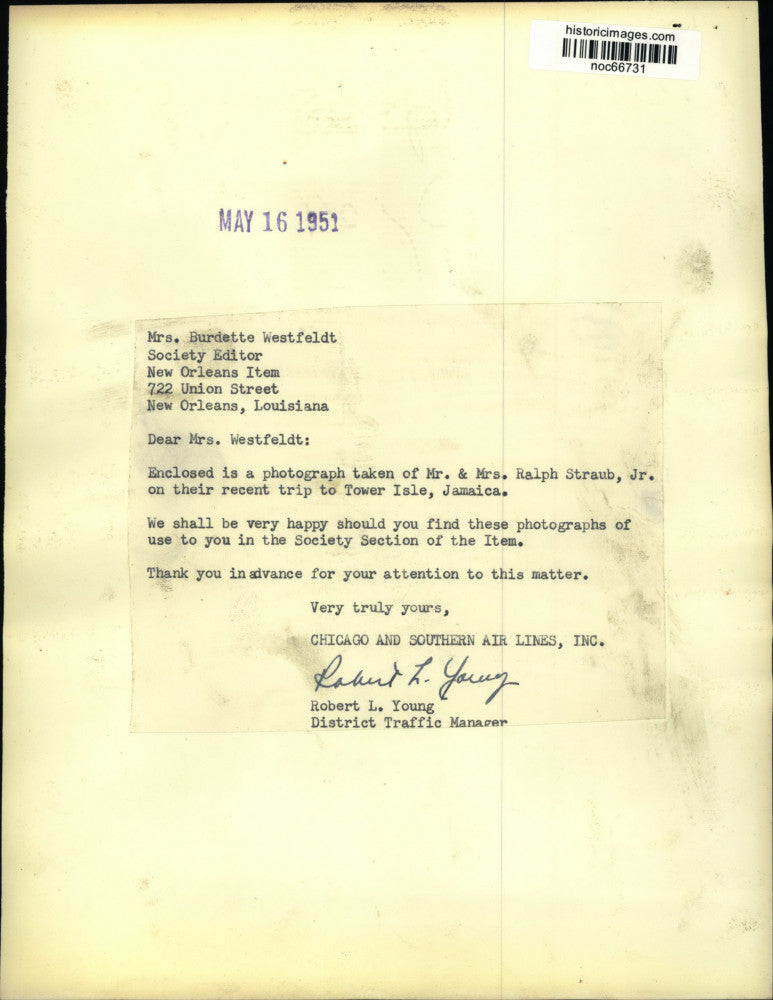 historicimages.com
noc66731
MAY 16 1951
Mrs. Burdette Westfeldt
Society Editor
New Orleans Item
722 Union Street
New Orleans, Louisiana
Dear Mrs. Westfeldt:
Enclosed is a photograph taken of Mr. & Mrs. Ralph Straub, Jr.
on their recent trip to Tower Isle, Jamaica.
We shall be very happy should you find these photographs of
use to you in the Society Section of the Item.
Thank you in advance for your attention to this matter.
Very truly yours,
CHICAGO AND SOUTHERN AIR LINES, INC.
Robert L. Young
Robert L. Young
District Traffic Manager